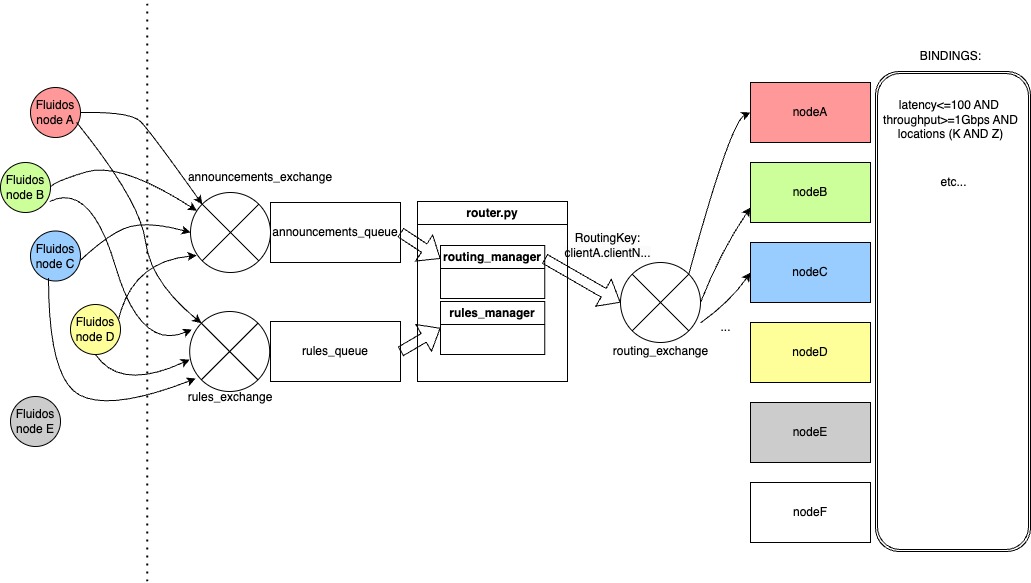 BINDINGS:
Fluidos
node A
nodeA
latency<=100 AND
throughput>=1Gbps AND
locations (K AND Z)
Fluidos
node B
announcements_exchange
nodeB
etc...
router.py
announcements_queue
Fluidos
node C
routing_manager
RoutingKey:
clientA.clientN...
nodeC
rules_manager
Fluidos
node D
...
rules_queue
routing_exchange
nodeD
rules_exchange
Fluidos
node E
nodeE
nodeF